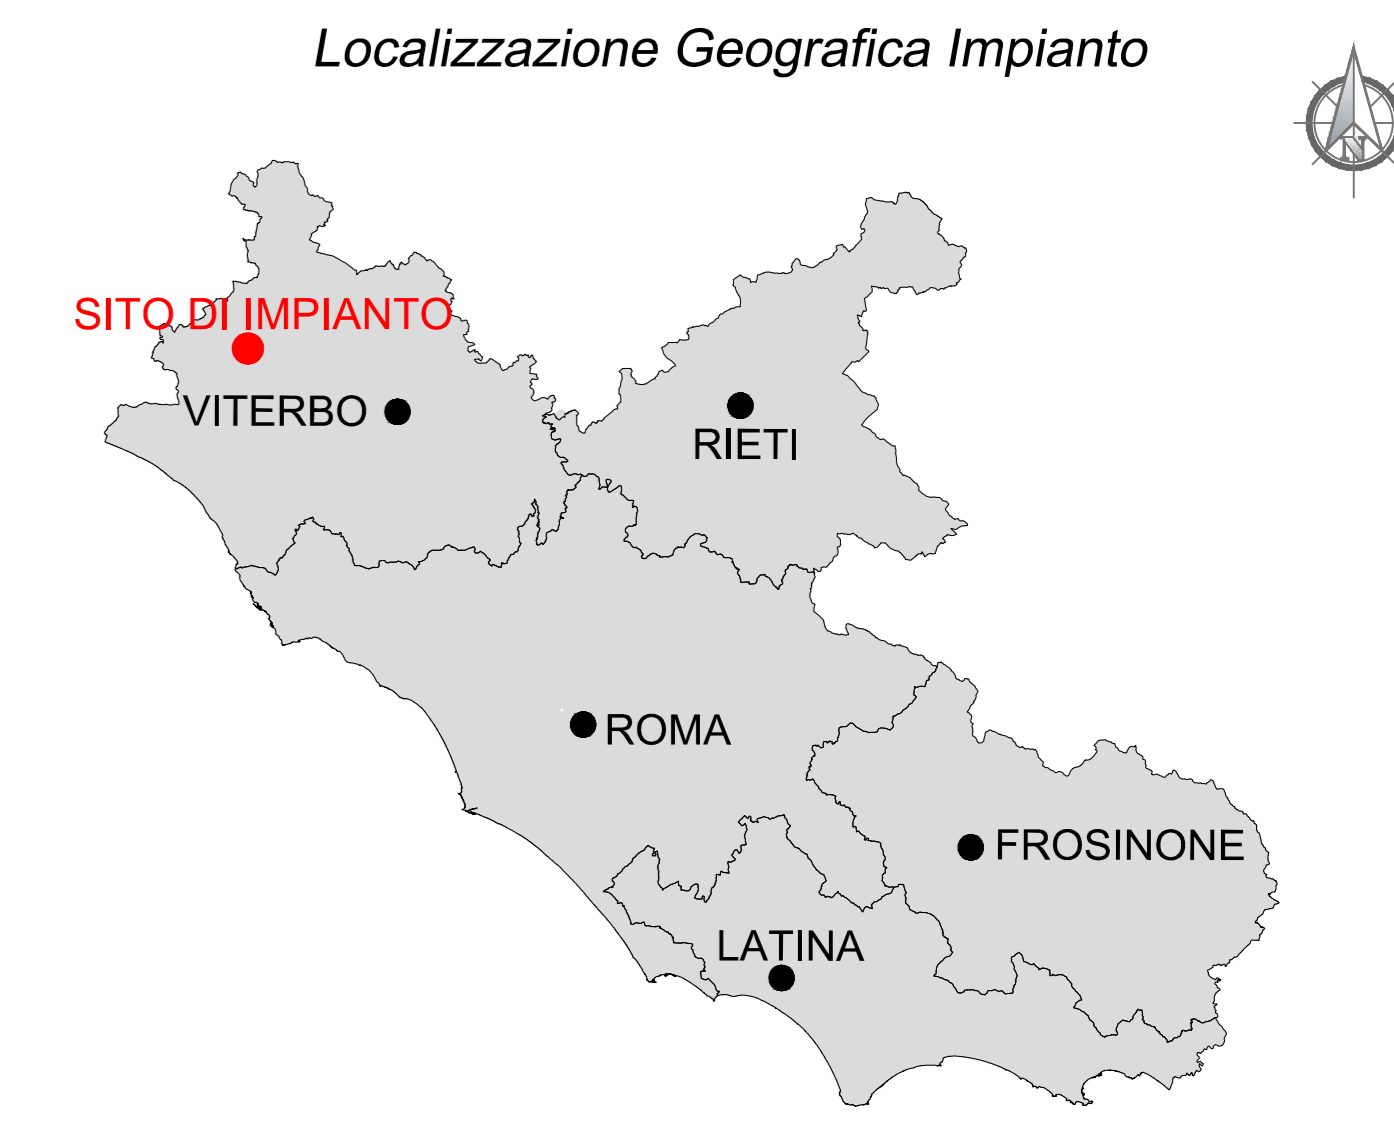 Localizzazione Geografica Impianto
N
SITO DI IMPIANTO
VITERBO
RIETI
ROMA
FROSINONE
LATINA